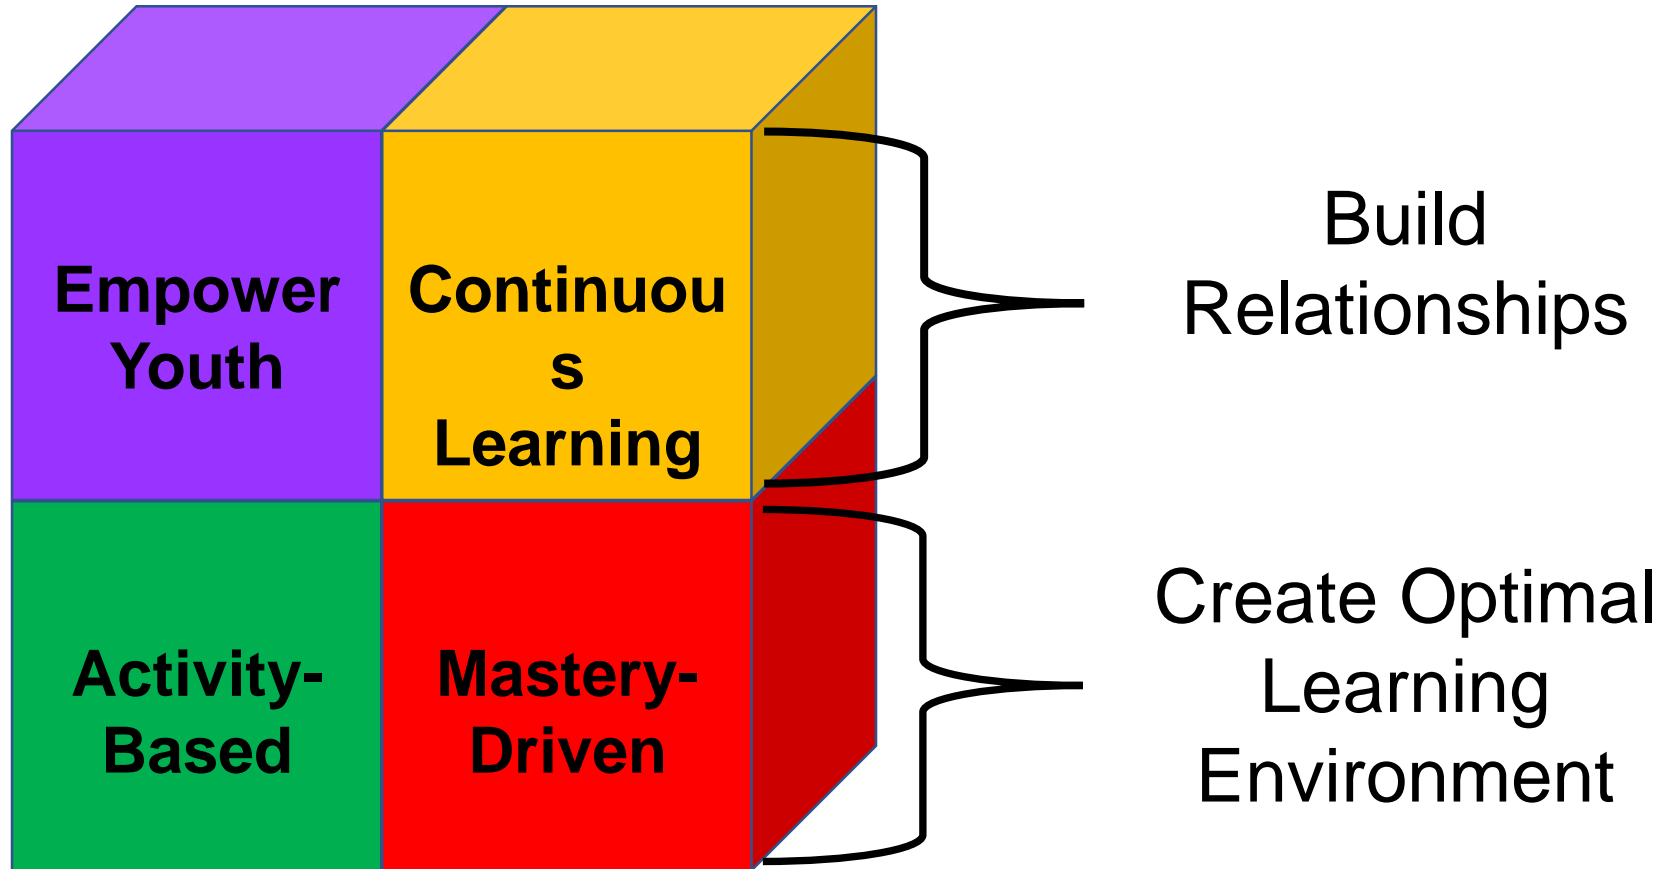 Empower
Youth
Continuou
s
Learning
Build
Relationships
Activity-
Based
Mastery-
Driven
Create Optimal
Learning
Environment